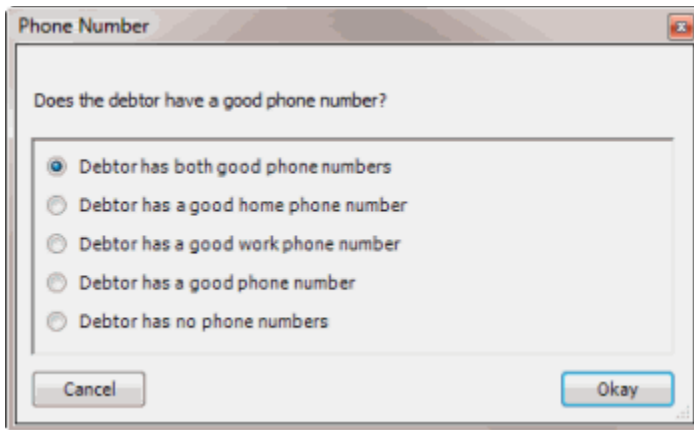 Phone Number
Does the debtor have a good phone number?
Debtor has both good phone numbers
Debtor has a good home phone number
Debtor has a good work phone number
Debtor has a good phone number
Debtor has no phone numbers
Cancel
Okay